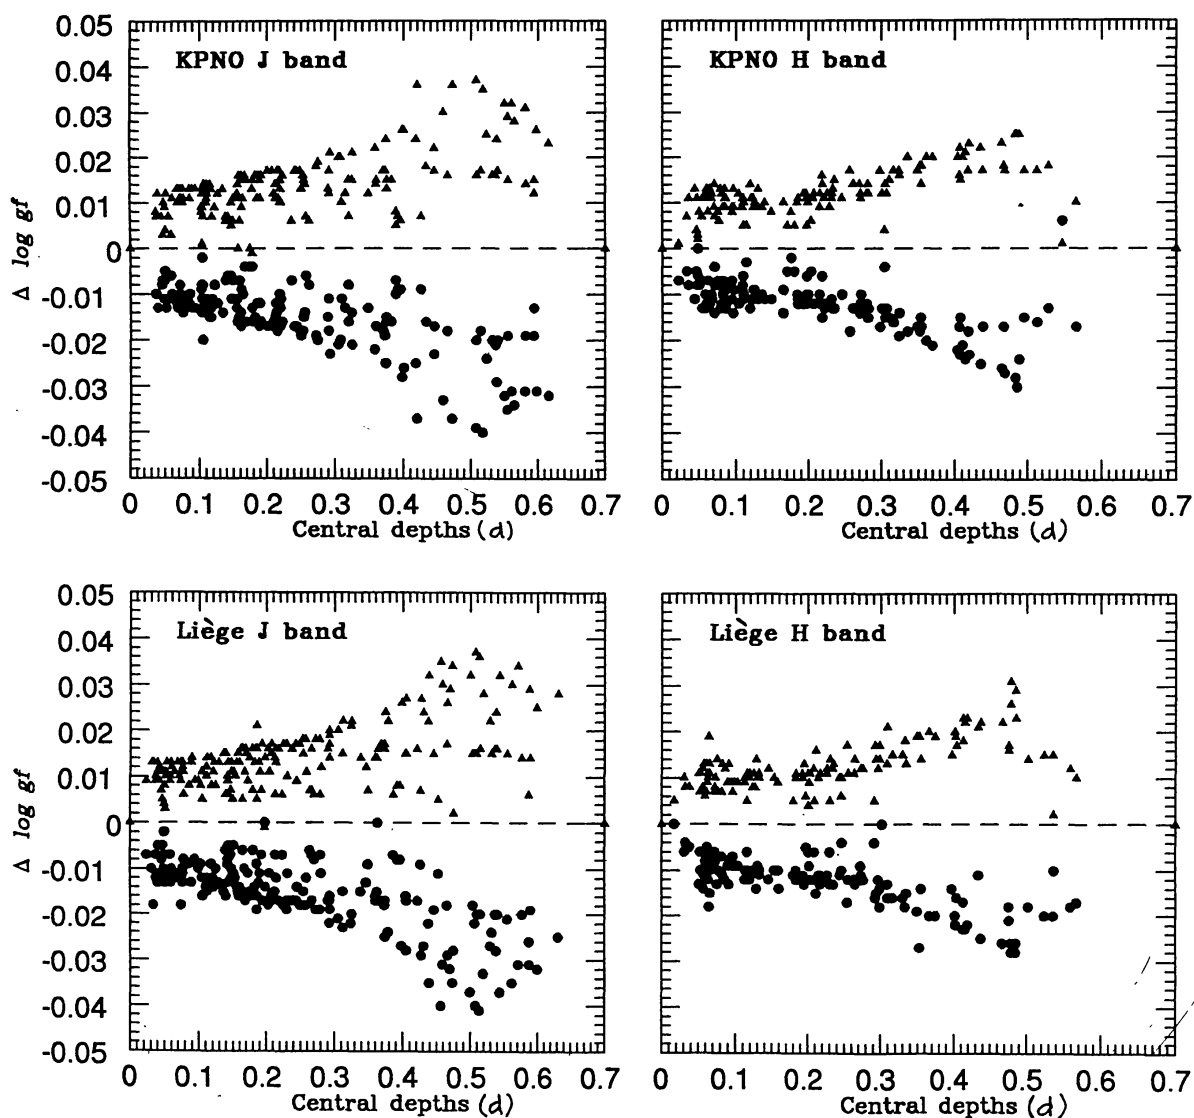 KPNO J band
KPNO H band
0.05
0.04
0.03
0.02
0.01
0
-0.01
-0.02
-0.03
-0.04
-0.05
Δ log gf
0 0.1 0.2 0.3 0.4 0.5 0.6 0.7
0 0.1 0.2 0.3 0.4 0.5 0.6 0.7
Central depths (d)
Central depths (d)
Liège J band
Liège H band
0.05
0.04
0.03
0.02
0.01
0
-0.01
-0.02
-0.03
-0.04
-0.05
Δ log gf
0 0.1 0.2 0.3 0.4 0.5 0.6 0.7
0 0.1 0.2 0.3 0.4 0.5 0.6 0.7
Central depths (d)
Central depths (d)